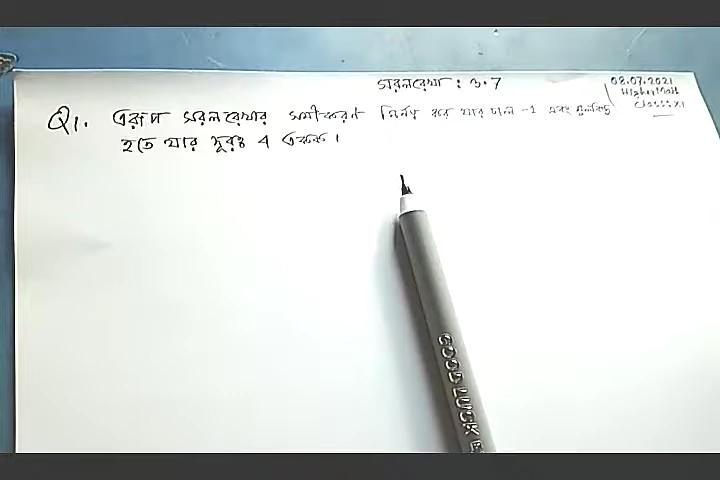 সরলরেখা : ৩.7
08.07.2021
Higher Math
Class: XI
Q1. এরূপ সরলরেখার সমীকরণ নির্ণয় কর যার ঢাল -1 এবং মূলবিন্দু
হতে যার দূরত্ব 4 একক।
GOOD LUCK